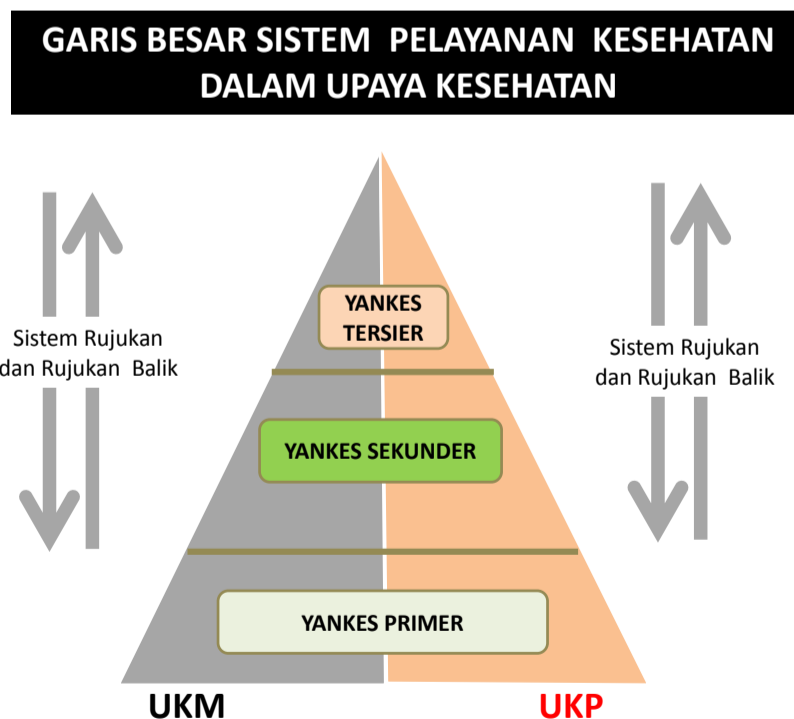 GARIS BESAR SISTEM PELAYANAN KESEHATAN
DALAM UPAYA KESEHATAN
YANKES
TERSIER
Sistem Rujukan
dan Rujukan Balik
Sistem Rujukan
dan Rujukan Balik
YANKES SEKUNDER
YANKES PRIMER
UKM
UKP